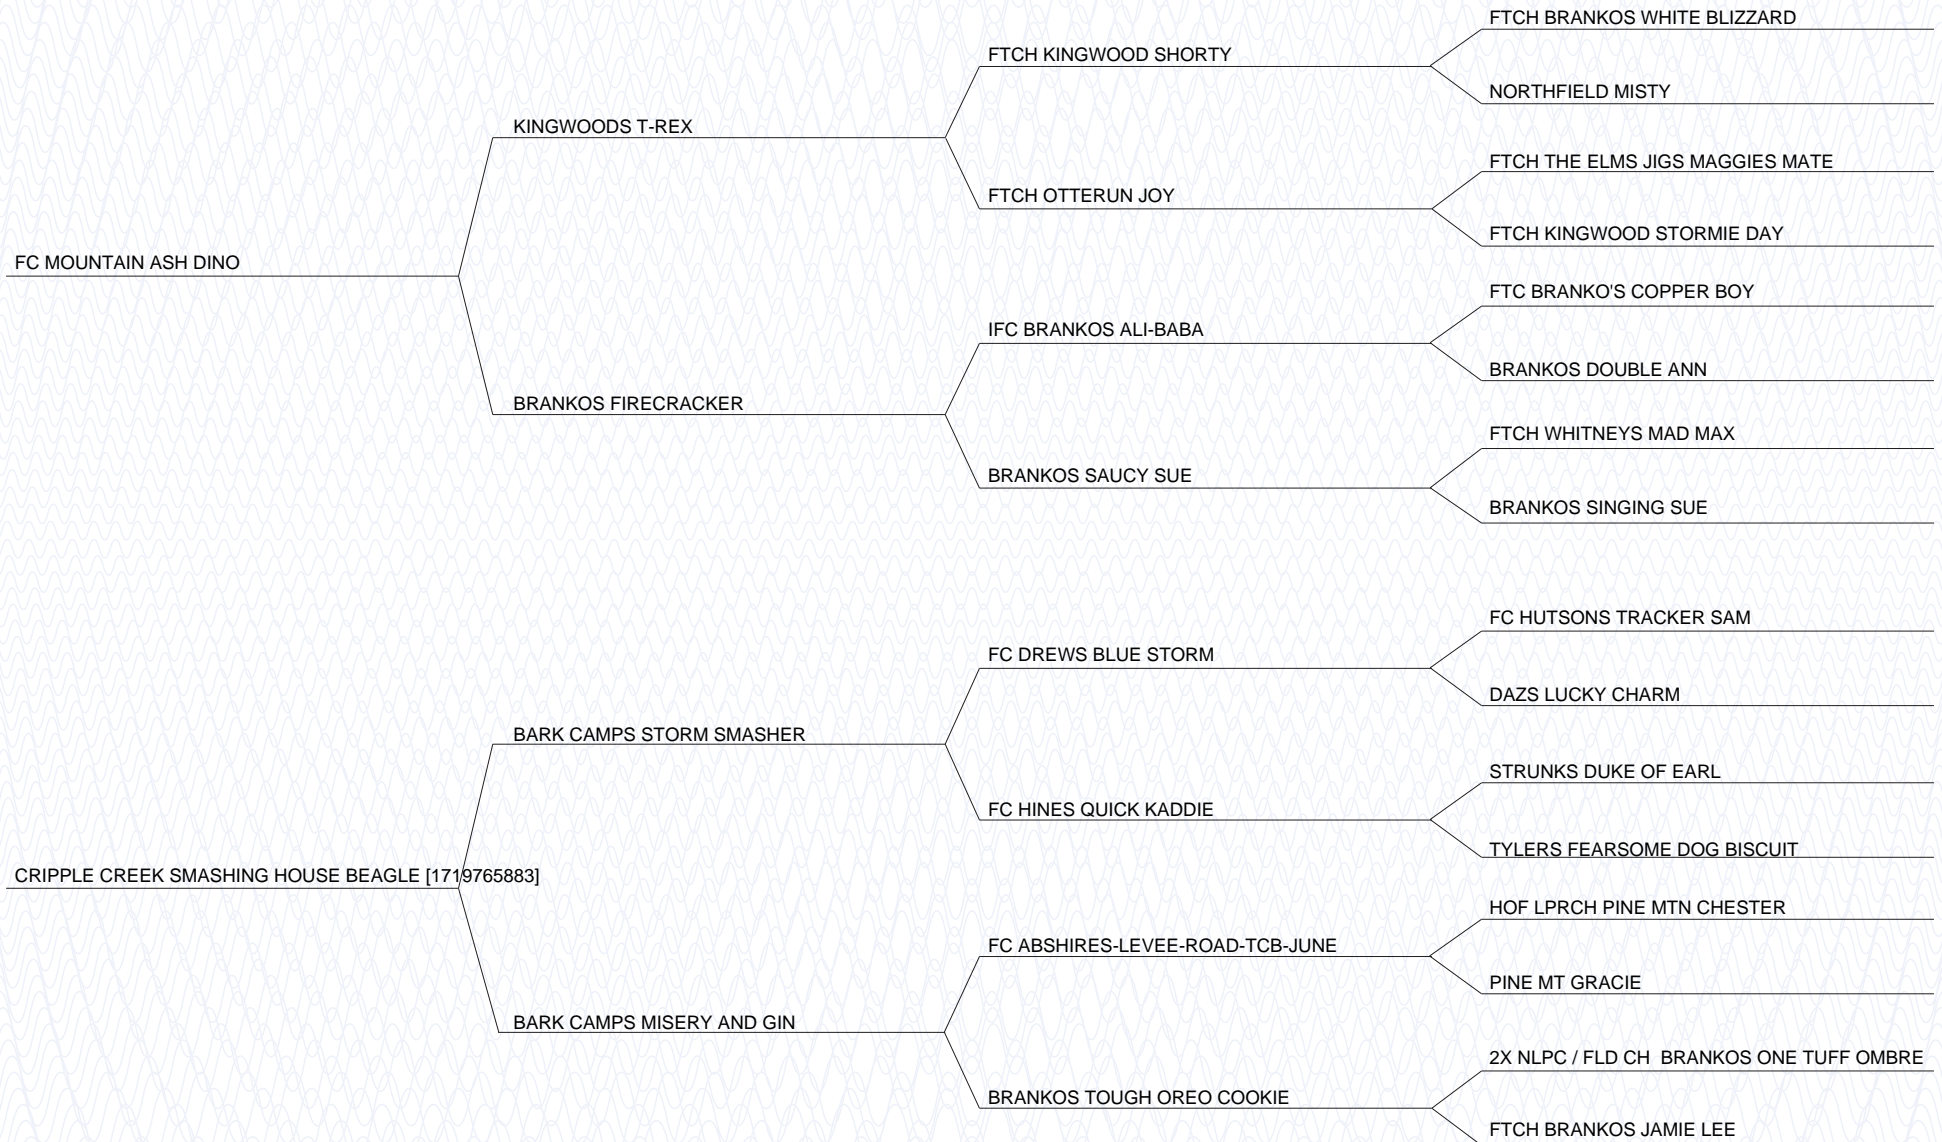 FTCH BRANKOS WHITE BLIZZARD
FTCH KINGWOOD SHORTY
NORTHFIELD MISTY
KINGWOODS T-REX
FTCH THE ELMS JIGS MAGGIES MATE
FTCH OTTERUN JOY
FTCH KINGWOOD STORMIE DAY
FC MOUNTAIN ASH DINO
FTC BRANKO'S COPPER BOY
IFC BRANKOS ALI-BABA
BRANKOS DOUBLE ANN
BRANKOS FIRECRACKER
FTCH WHITNEYS MAD MAX
BRANKOS SAUCY SUE
BRANKOS SINGING SUE
FC HUTSONS TRACKER SAM
FC DREWS BLUE STORM
DAZS LUCKY CHARM
BARK CAMPS STORM SMASHER
STRUNKS DUKE OF EARL
FC HINES QUICK KADDIE
TYLERS FEARSOME DOG BISCUIT
CRIPPLE CREEK SMASHING HOUSE BEAGLE [1719765883]
HOF LPRCH PINE MTN CHESTER
FC ABSHIRES-LEVEE-ROAD-TCB-JUNE
PINE MT GRACIE
BARK CAMPS MISERY AND GIN
2X NLPC / FLD CH  BRANKOS ONE TUFF OMBRE
BRANKOS TOUGH OREO COOKIE
FTCH BRANKOS JAMIE LEE